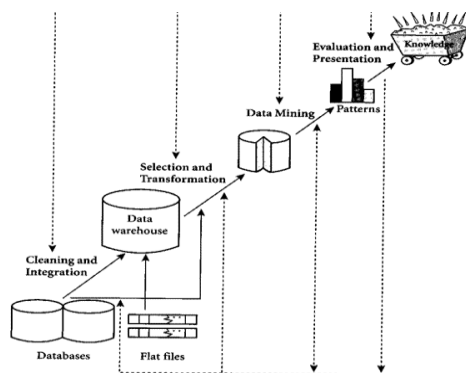 Evaluation and
Presentation
Knowledge
Data Mining
Patterns
Selection and
Transformation
Data
warehouse
Cleaning and
Integration
Databases
Flat files